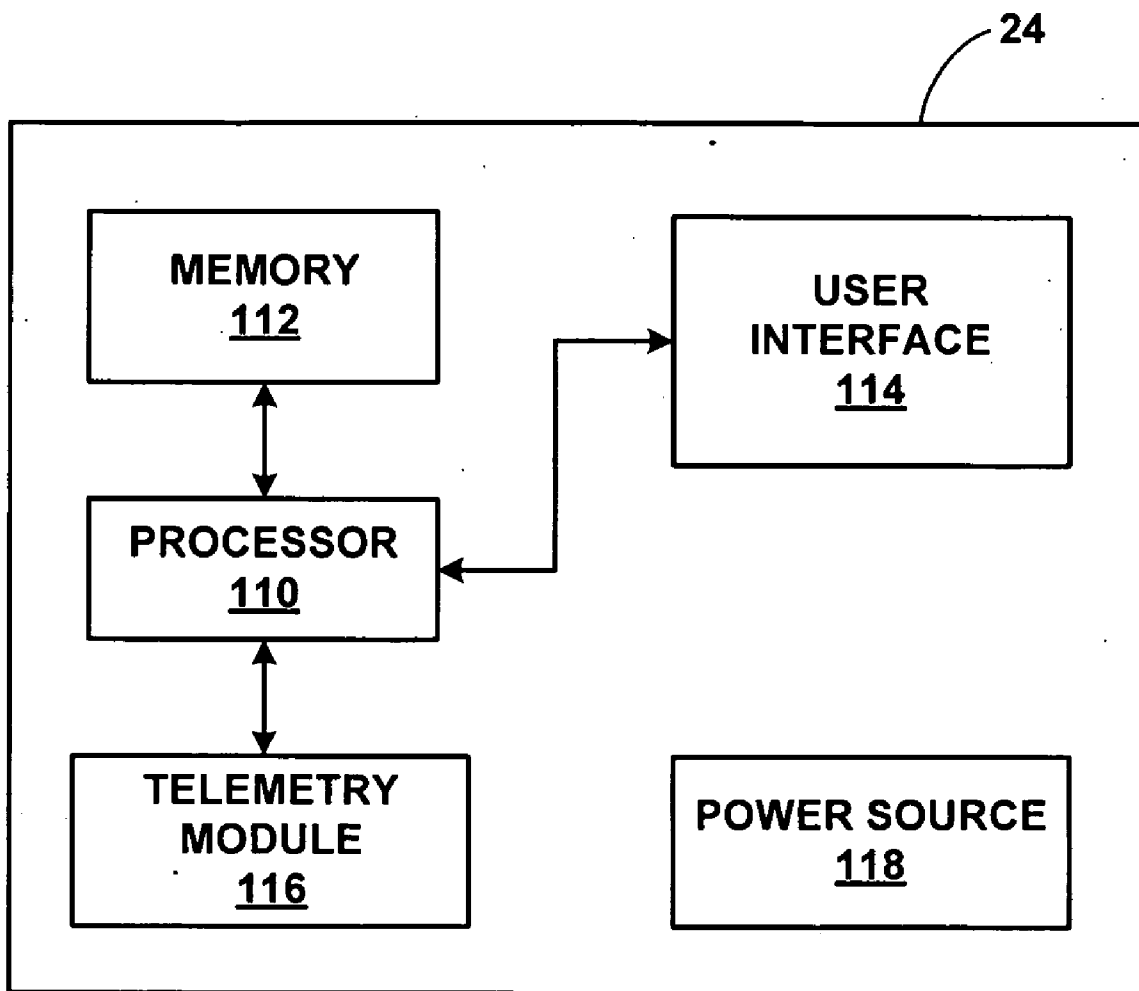 24
MEMORY
112
USER
INTERFACE
114
PROCESSOR
110
TELEMETRY
MODULE
116
POWER SOURCE
118